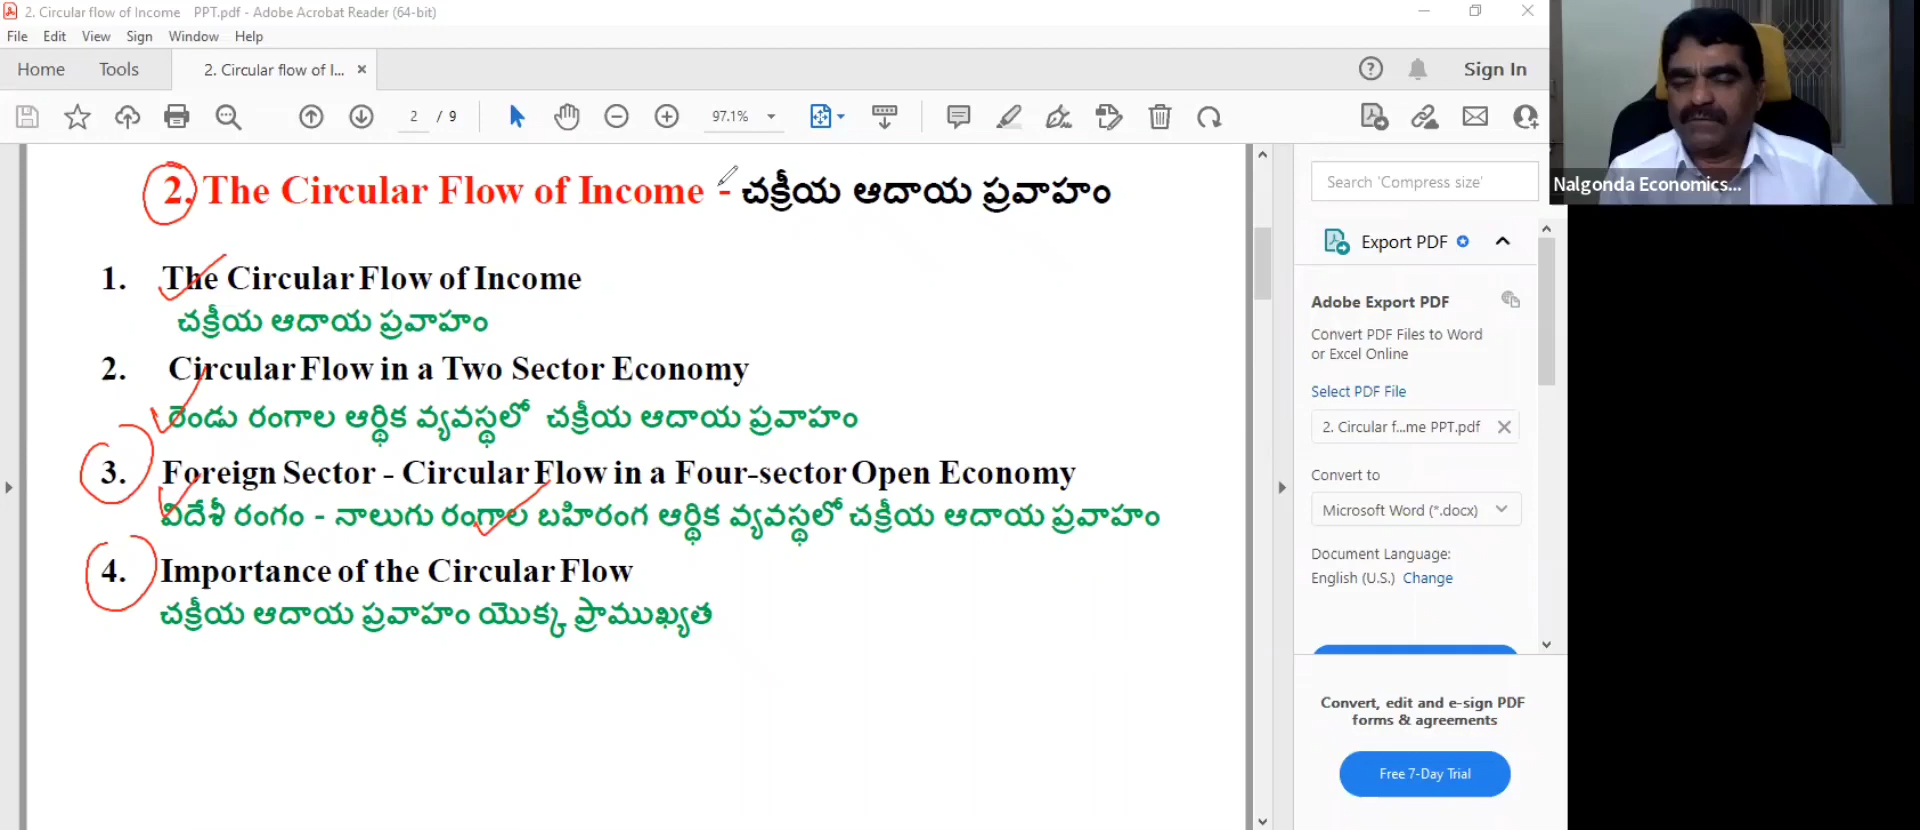 2. Circular flow of Income PPT.pdf - Adobe Acrobat Reader (64-bit)
File Edit View Sign Window Help
Home Tools 2. Circular flow of I... × Sign In
2 / 9 97.1%
Nalgonda Economics...
2. The Circular Flow of Income - చక్రీయ ఆదాయ ప్రవాహం
1. The Circular Flow of Income
చక్రీయ ఆదాయ ప్రవాహం
2. Circular Flow in a Two Sector Economy
రెండు రంగాల ఆర్థిక వ్యవస్థలో చక్రీయ ఆదాయ ప్రవాహం
3. Foreign Sector - Circular Flow in a Four-sector Open Economy
విదేశీ రంగం - నాలుగు రంగాల బహిరంగ ఆర్థిక వ్యవస్థలో చక్రీయ ఆదాయ ప్రవాహం
4. Importance of the Circular Flow
చక్రీయ ఆదాయ ప్రవాహం యొక్క ప్రాముఖ్యత
Search 'Compress size'
Export PDF
Adobe Export PDF
Convert PDF Files to Word
or Excel Online
Select PDF File
2. Circular f...me PPT.pdf ×
Convert to
Microsoft Word (*.docx)
Document Language:
English (U.S.) Change
Convert, edit and e-sign PDF
forms & agreements
Free 7-Day Trial